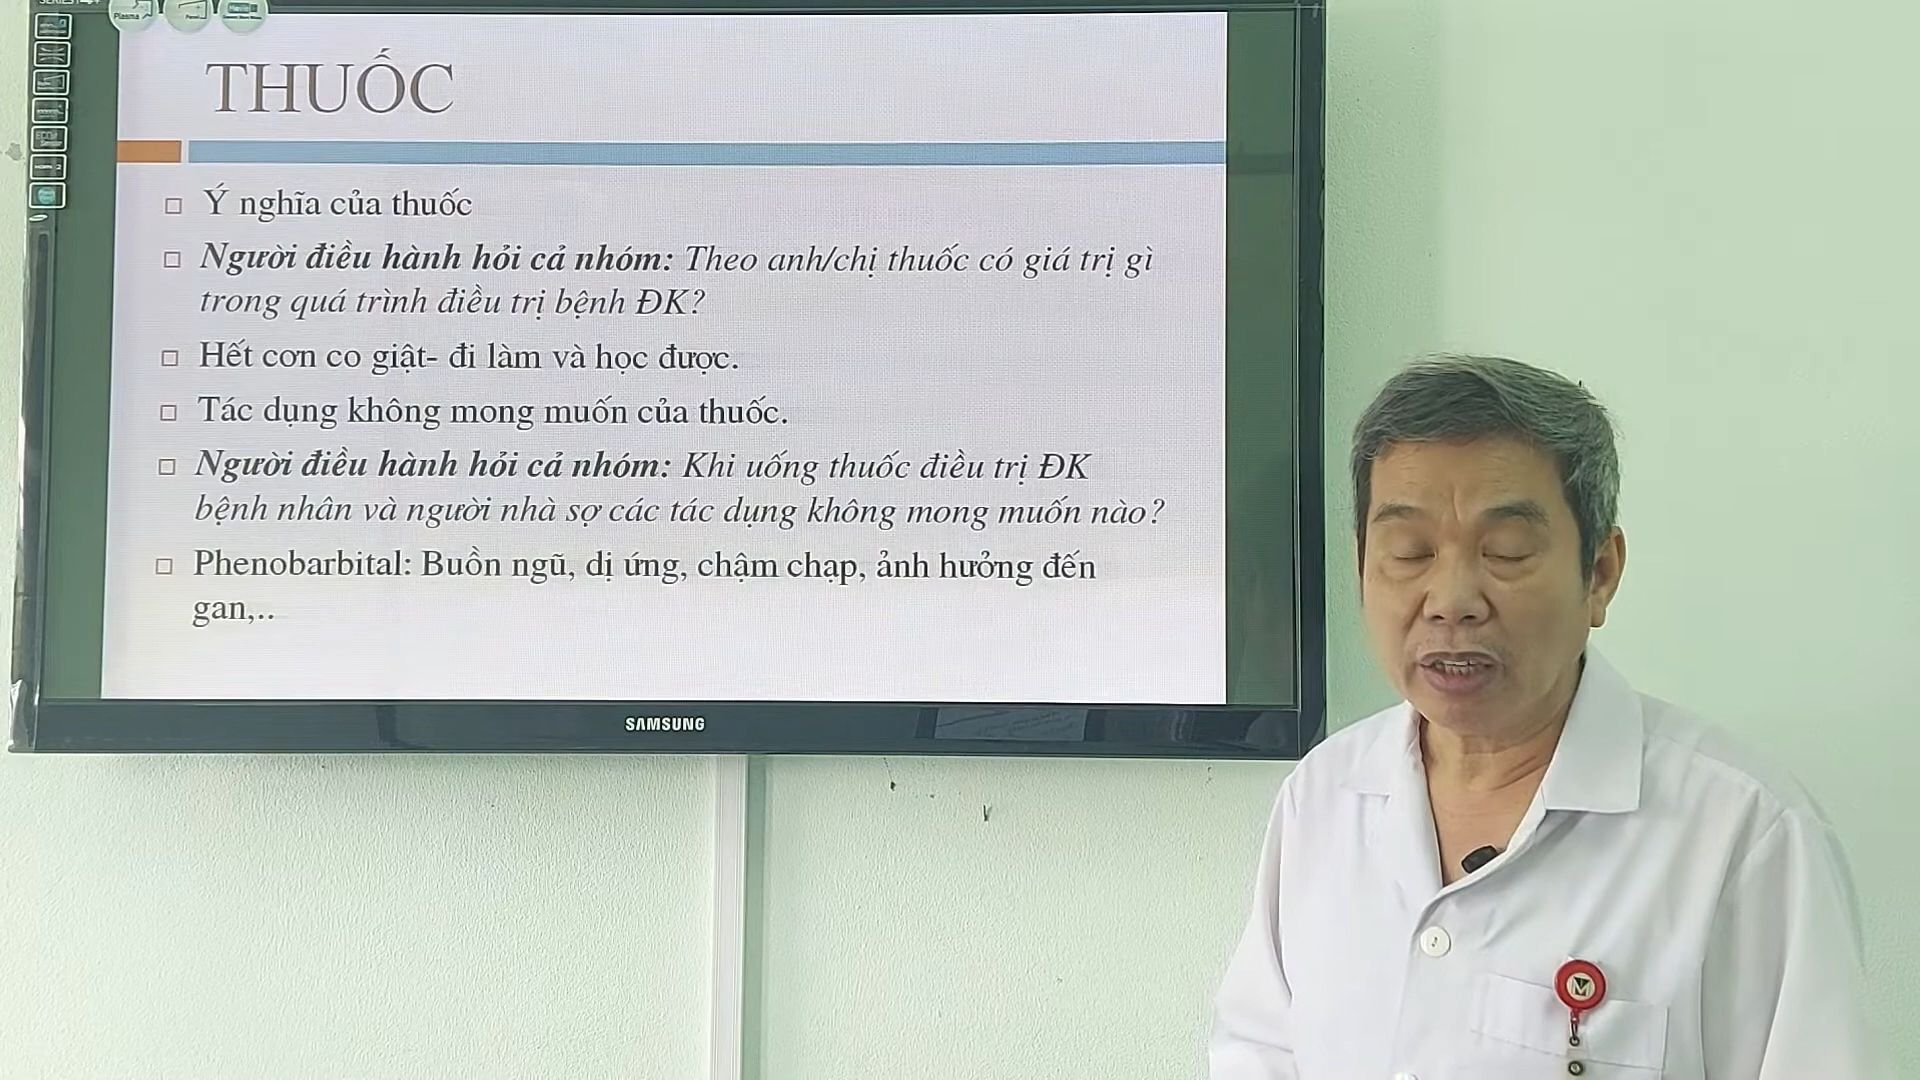 Plasma
Panel
THUỐC
Ý nghĩa của thuốc
Người điều hành hỏi cả nhóm: Theo anh/chị thuốc có giá trị gì
trong quá trình điều trị bệnh ĐK?
Hết cơn co giật- đi làm và học được.
Tác dụng không mong muốn của thuốc.
Người điều hành hỏi cả nhóm: Khi uống thuốc điều trị ĐK
bệnh nhân và người nhà sợ các tác dụng không mong muốn nào?
Phenobarbital: Buồn ngũ, dị ứng, chậm chạp, ảnh hưởng đến
gan,..
SAMSUNG